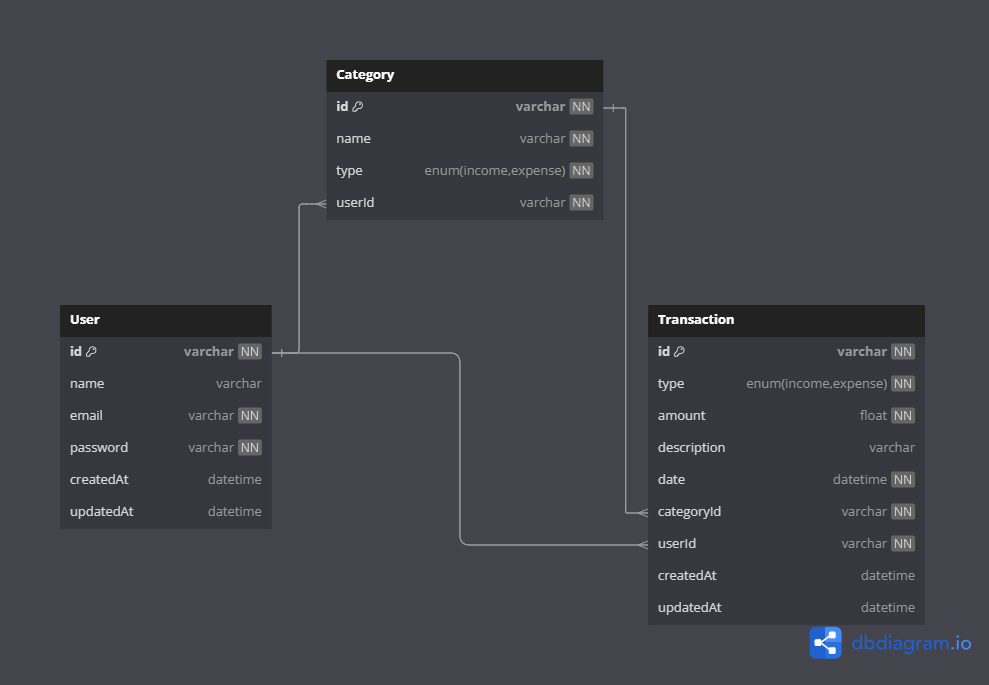 Category
id varchar NN
name varchar NN
type enum(income,expense) NN
userId varchar NN
User
id varchar NN
name varchar
email varchar NN
password varchar NN
createdAt datetime
updatedAt datetime
Transaction
id varchar NN
type enum(income,expense) NN
amount float NN
description varchar
date datetime NN
categoryId varchar NN
userId varchar NN
createdAt datetime
updatedAt datetime
dbdiagram.io